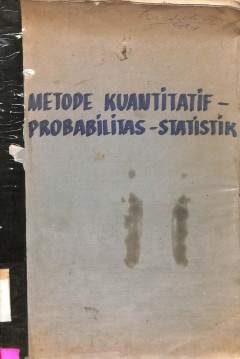 METODE KUANTITATIF -
PROBABILITAS - STATISTIK